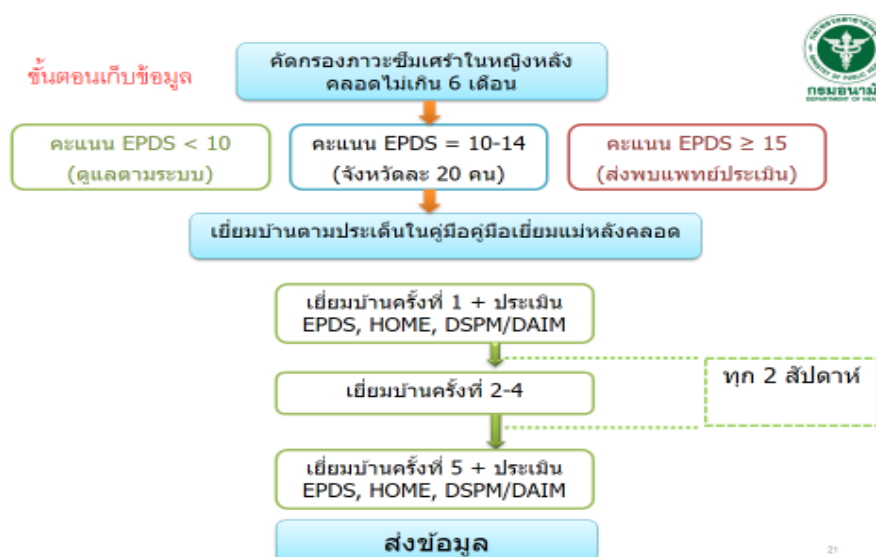 ขั้นตอนเก็บข้อมูล
คัดกรองภาวะซึมเศร้าในหญิงหลัง
คลอดไม่เกิน 6 เดือน
กรมอนามัย
DEPARTMENT OF HEA
คะแนน EPDS < 10
(ดูแลตามระบบ)
คะแนน EPDS = 10-14
(จังหวัดละ 20 คน)
คะแนน EPDS ≥ 15
(ส่งพบแพทย์ประเมิน)
เยี่ยมบ้านตามประเด็นในคู่มือคู่มือเยี่ยมแม่หลังคลอด
เยี่ยมบ้านครั้งที่ 1 + ประเมิน
EPDS, HOME, DSPM/DAIM
ทุก 2 สัปดาห์
เยี่ยมบ้านครั้งที่ 2-4
เยี่ยมบ้านครั้งที่ 5 + ประเมิน
EPDS, HOME, DSPM/DAIM
ส่งข้อมูล
21